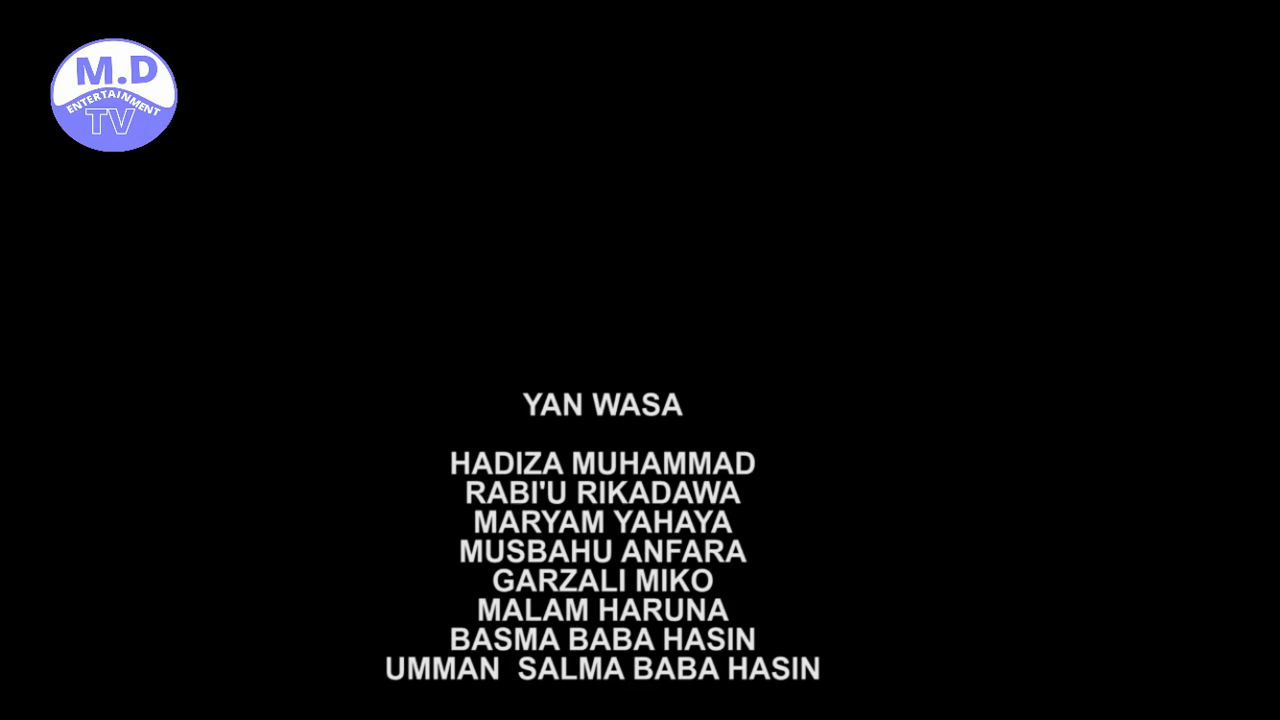 M.D
ENTERTAINMENT
TV
YAN WASA
HADIZA MUHAMMAD
RABI'U RIKADAWA
MARYAM YAHAYA
MUSBAHU ANFARA
GARZALI MIKO
MALAM HARUNA
BASMA BABA HASIN
UMMAN  SALMA BABA HASIN